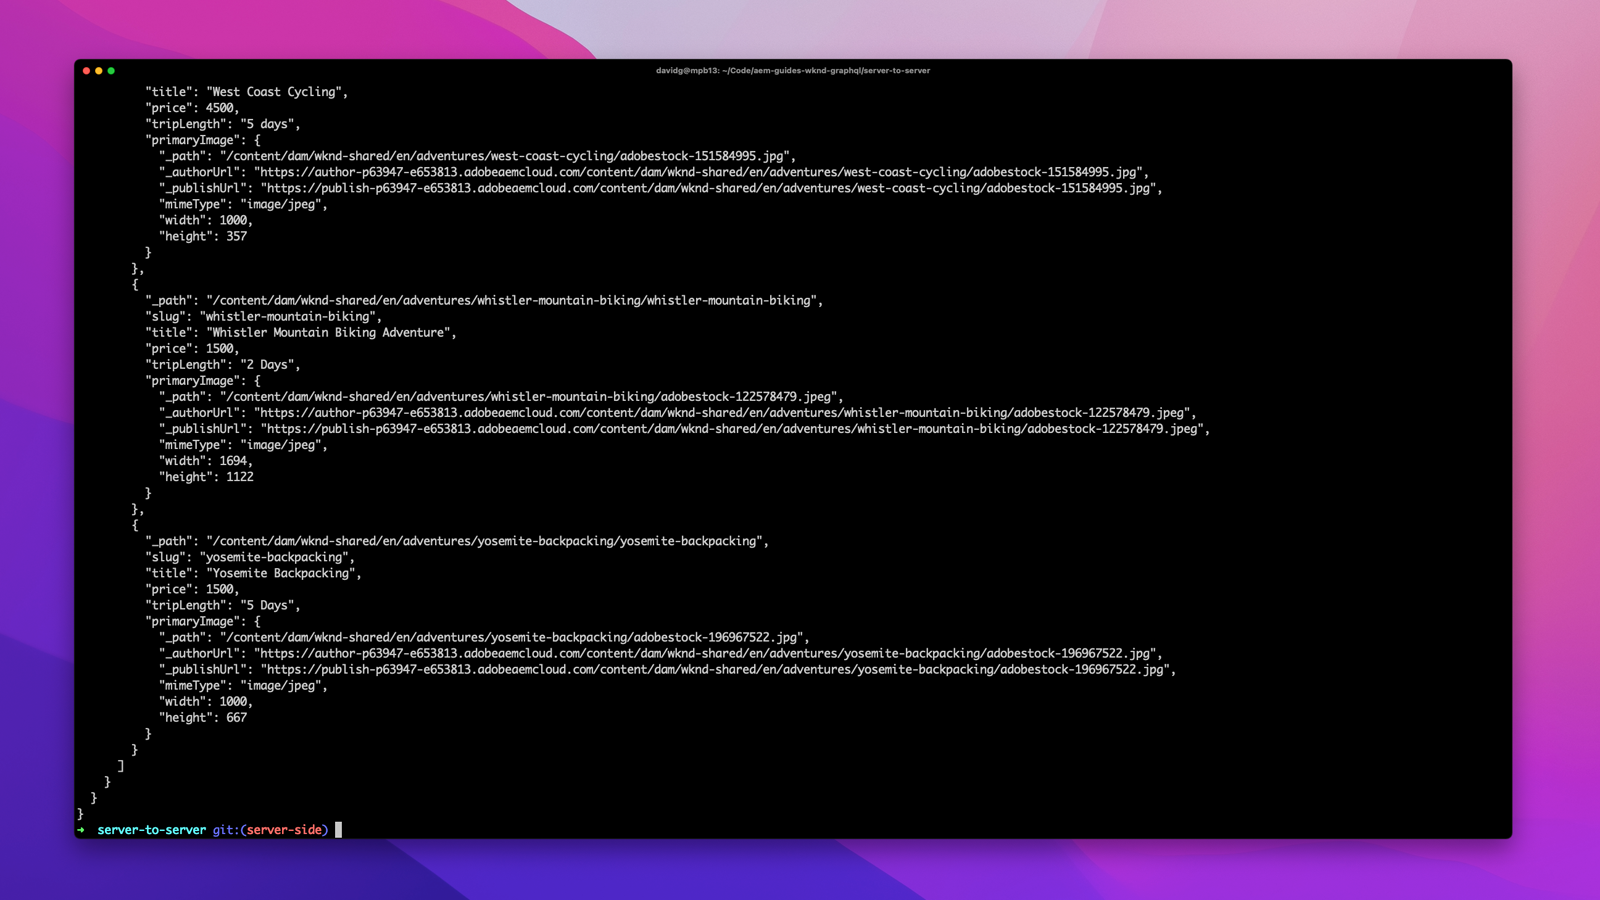 davidg@mpb13: ~/Code/aem-guides-wknd-graphql/server-to-server
"title": "West Coast Cycling",
"price": 4500,
"tripLength": "5 days",
"primaryImage": {
"_path": "/content/dam/wknd-shared/en/adventures/west-coast-cycling/adobestock-151584995.jpg",
"_authorUrl": "https://author-p63947-e653813.adobeaemcloud.com/content/dam/wknd-shared/en/adventures/west-coast-cycling/adobestock-151584995.jpg",
"_publishUrl": "https://publish-p63947-e653813.adobeaemcloud.com/content/dam/wknd-shared/en/adventures/west-coast-cycling/adobestock-151584995.jpg",
"mimeType": "image/jpeg",
"width": 1000,
"height": 357
}
},
{
"_path": "/content/dam/wknd-shared/en/adventures/whistler-mountain-biking/whistler-mountain-biking",
"slug": "whistler-mountain-biking",
"title": "Whistler Mountain Biking Adventure",
"price": 1500,
"tripLength": "2 Days",
"primaryImage": {
"_path": "/content/dam/wknd-shared/en/adventures/whistler-mountain-biking/adobestock-122578479.jpeg",
"_authorUrl": "https://author-p63947-e653813.adobeaemcloud.com/content/dam/wknd-shared/en/adventures/whistler-mountain-biking/adobestock-122578479.jpeg",
"_publishUrl": "https://publish-p63947-e653813.adobeaemcloud.com/content/dam/wknd-shared/en/adventures/whistler-mountain-biking/adobestock-122578479.jpeg",
"mimeType": "image/jpeg",
"width": 1694,
"height": 1122
}
},
{
"_path": "/content/dam/wknd-shared/en/adventures/yosemite-backpacking/yosemite-backpacking",
"slug": "yosemite-backpacking",
"title": "Yosemite Backpacking",
"price": 1500,
"tripLength": "5 Days",
"primaryImage": {
"_path": "/content/dam/wknd-shared/en/adventures/yosemite-backpacking/adobestock-196967522.jpg",
"_authorUrl": "https://author-p63947-e653813.adobeaemcloud.com/content/dam/wknd-shared/en/adventures/yosemite-backpacking/adobestock-196967522.jpg",
"_publishUrl": "https://publish-p63947-e653813.adobeaemcloud.com/content/dam/wknd-shared/en/adventures/yosemite-backpacking/adobestock-196967522.jpg",
"mimeType": "image/jpeg",
"width": 1000,
"height": 667
}
}
]
}
}
}
➜ server-to-server git:(server-side)